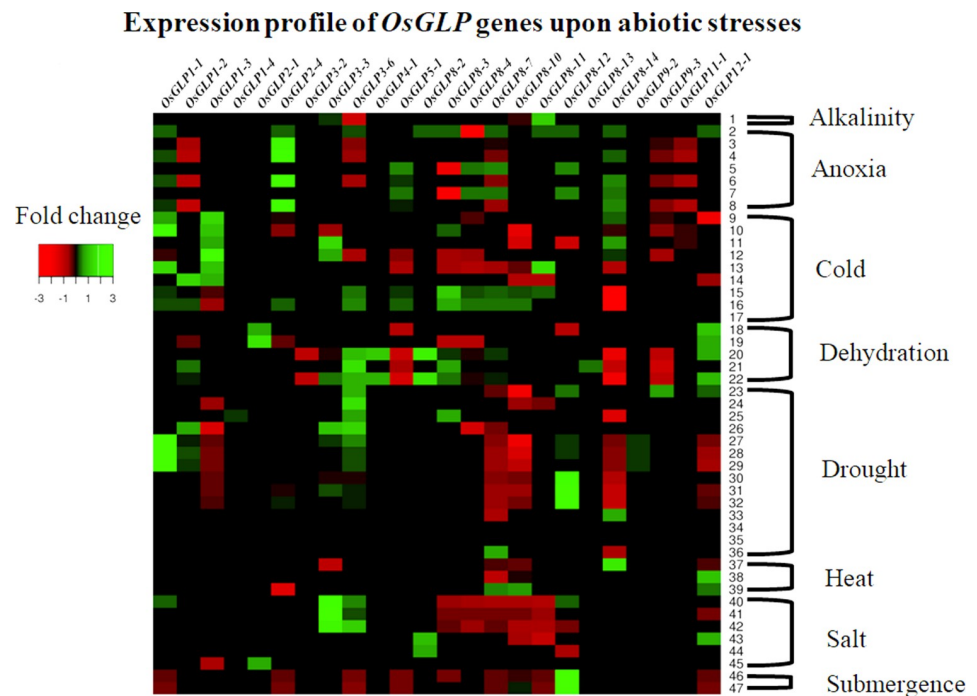 Expression profile of OsGLP genes upon abiotic stresses
OsGLP1-1
OsGLP1-2
OsGLP1-3
OsGLP1-4
OsGLP2-1
OsGLP2-4
OsGLP3-2
OsGLP3-3
OsGLP3-6
OsGLP4-1
OsGLP5-1
OsGLP8-2
OsGLP8-3
OsGLP8-4
OsGLP8-7
OsGLP8-10
OsGLP8-11
OsGLP8-12
OsGLP8-13
OsGLP8-14
OsGLP9-2
OsGLP9-3
OsGLP11-1
OsGLP12-1
Fold change
-3 -1 1 3
1
2
3
4
5
6
7
8
9
10
11
12
13
14
15
16
17
18
19
20
21
22
23
24
25
26
27
28
29
30
31
32
33
34
35
36
37
38
39
40
41
42
43
44
45
46
47
Alkalinity
Anoxia
Cold
Dehydration
Drought
Heat
Salt
Submergence